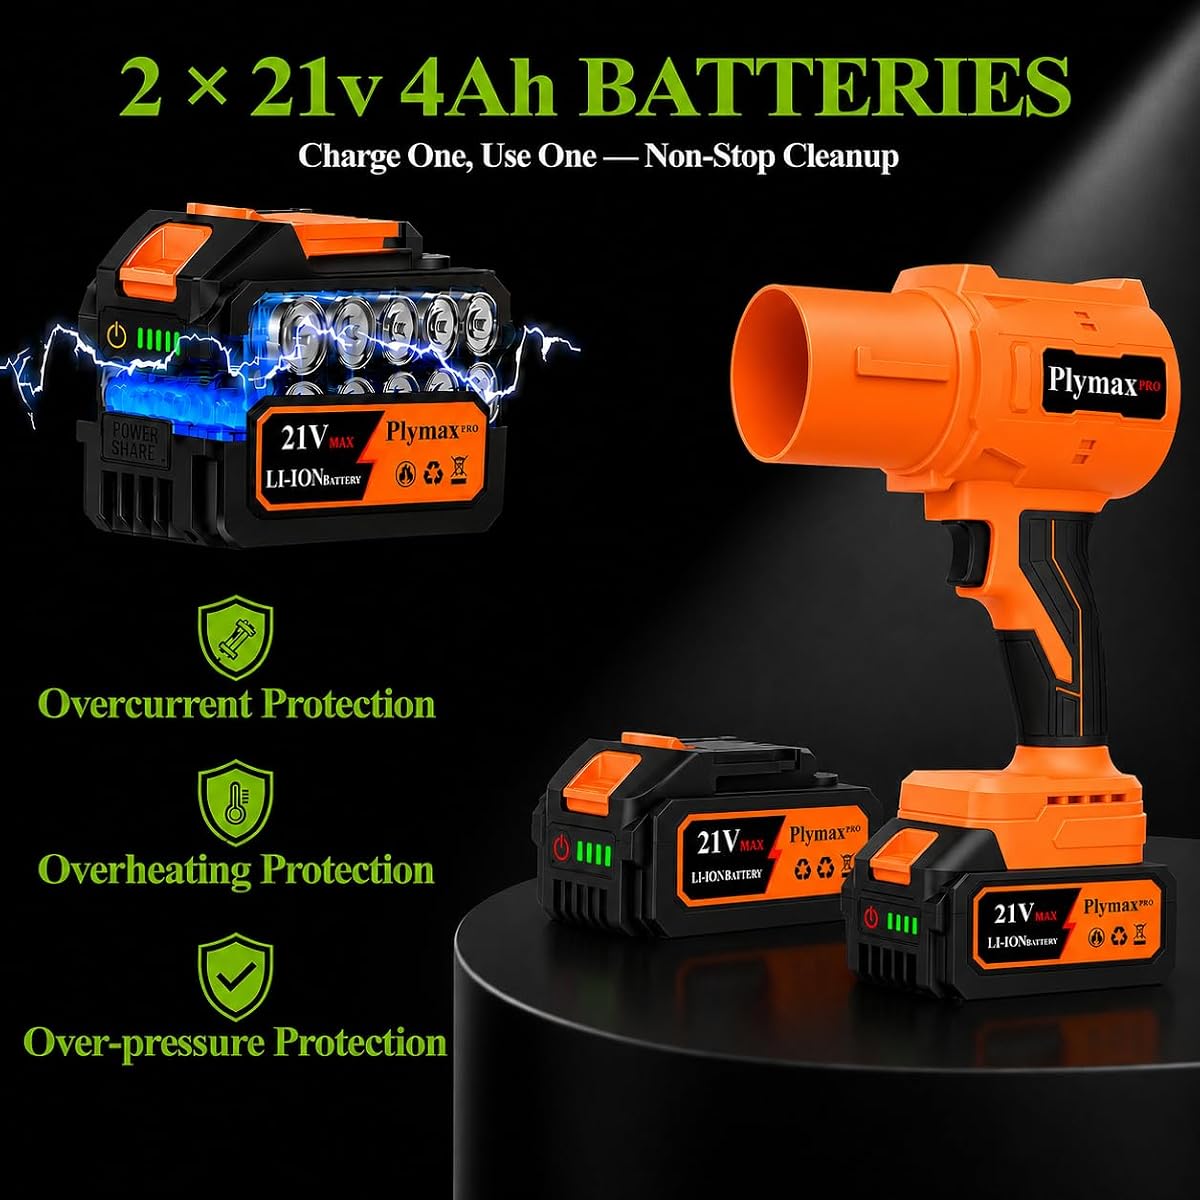 2 × 21v 4Ah BATTERIES
Charge One, Use One — Non-Stop Cleanup
POWER
SHARE
21V MAX
LI-ION BATTERY
Plymax PRO
Plymax PRO
Overcurrent Protection
Overheating Protection
Over-pressure Protection
21V MAX
LI-ION BATTERY
Plymax PRO
21V MAX
LI-ION BATTERY
Plymax PRO